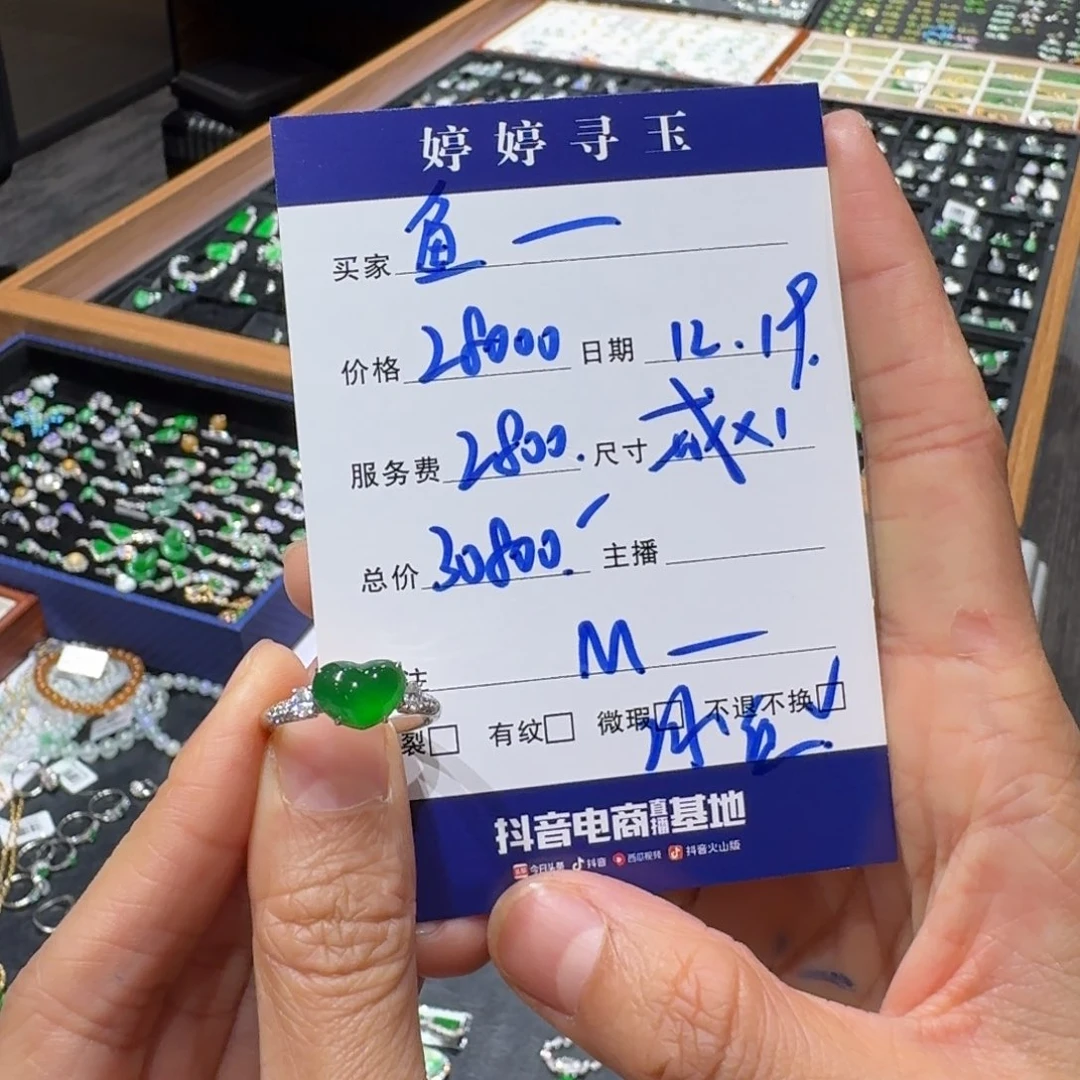 婷婷寻玉
买家 鱼一
价格 28000 日期 12.19.
服务费 2800. 尺寸 戒x1
总价 30800. 主播
注 M一
裂□ 有纹□ 微瑕□ 不退不换□
抖音电商直播基地
今日头条 抖音 西瓜视频 抖音火山版